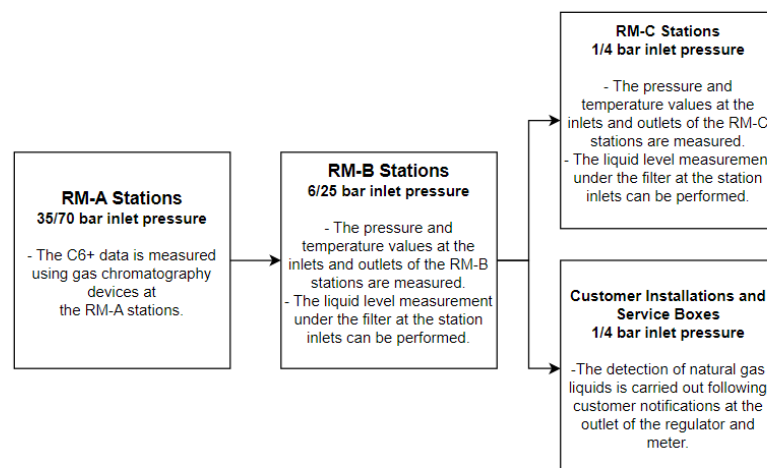 RM-A Stations
35/70 bar inlet pressure
- The C6+ data is measured
using gas chromatography
devices at
the RM-A stations.
RM-B Stations
6/25 bar inlet pressure
- The pressure and
temperature values at the
inlets and outlets of the RM-B
stations are measured.
- The liquid level measurement
under the filter at the station
inlets can be performed.
RM-C Stations
1/4 bar inlet pressure
- The pressure and
temperature values at the
inlets and outlets of the RM-C
stations are measured.
- The liquid level measurement
under the filter at the station
inlets can be performed.
Customer Installations and
Service Boxes
1/4 bar inlet pressure
-The detection of natural gas
liquids is carried out following
customer notifications at the
outlet of the regulator and
meter.